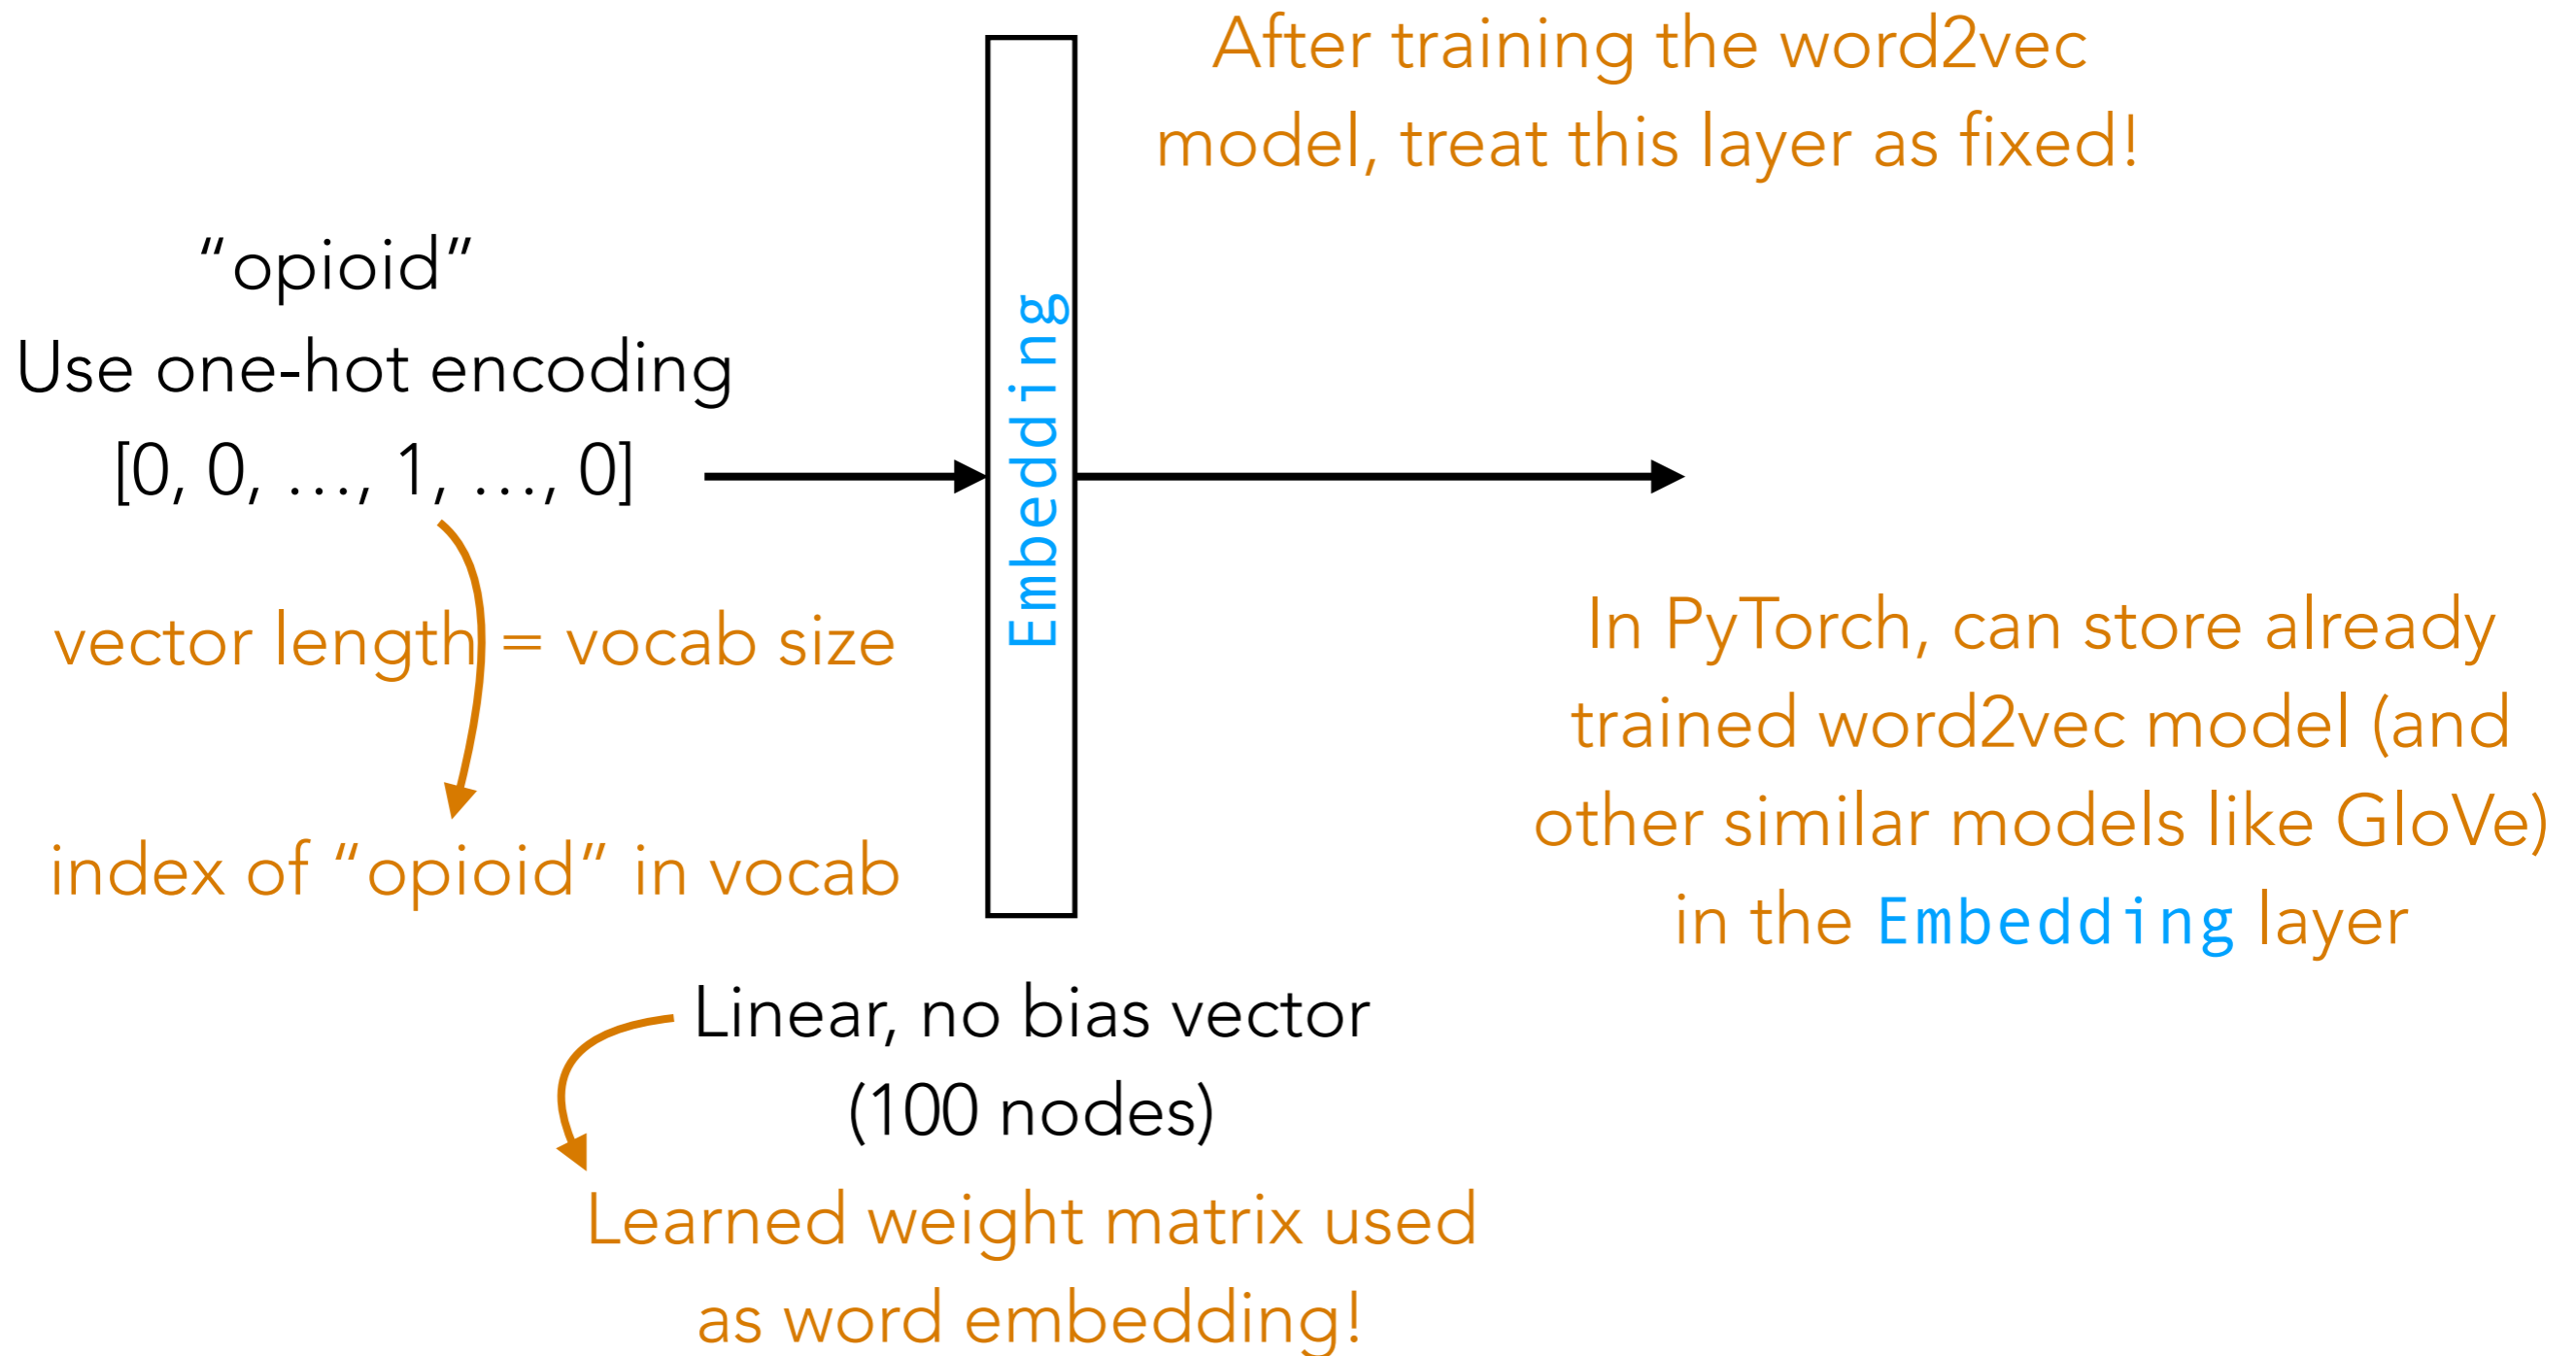 After training the word2vec
model, treat this layer as fixed!
“opioid”
Use one-hot encoding
[0, 0, …, 1, …, 0]
Embedding
vector length = vocab size
index of “opioid” in vocab
In PyTorch, can store already
trained word2vec model (and
other similar models like GloVe)
in the Embedding layer
Linear, no bias vector
(100 nodes)
Learned weight matrix used
as word embedding!